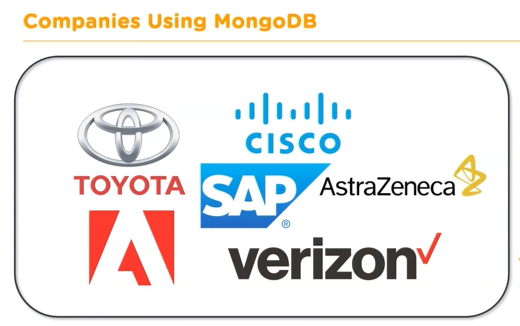 Companies Using MongoDB
CISCO
TOYOTA
SAP
®
AstraZeneca
verizon